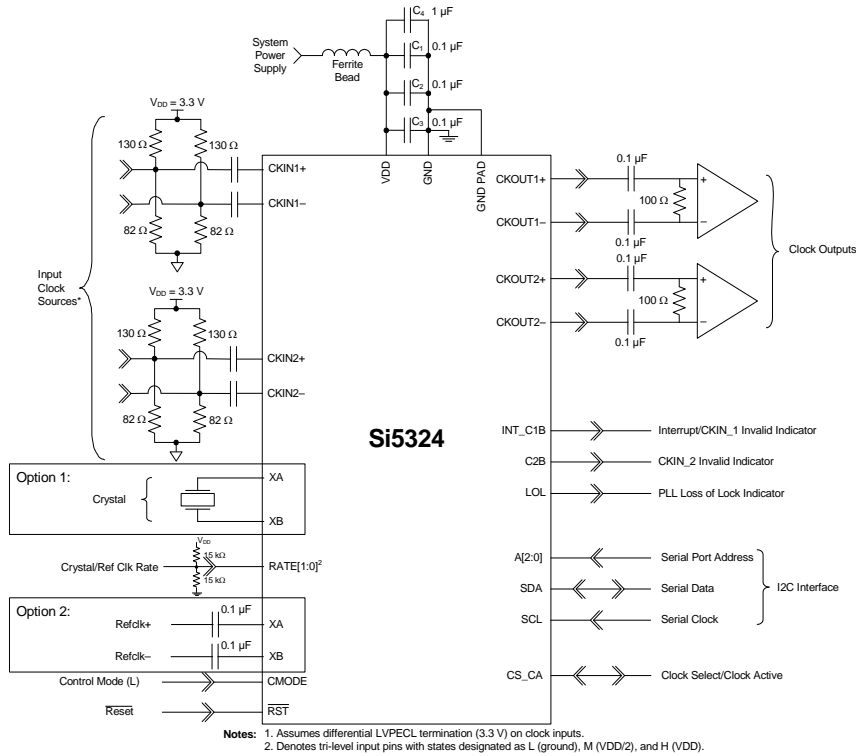 C4 1 µF
System
Power
Supply
Ferrite
Bead
C1 0.1 µF
C2 0.1 µF
C3 0.1 µF
VDD
GND
GND PAD
VDD = 3.3 V
130 Ω
130 Ω
CKIN1+
CKIN1–
82 Ω
82 Ω
Input
Clock
Sources*
VDD = 3.3 V
130 Ω
130 Ω
CKIN2+
CKIN2–
82 Ω
82 Ω
Option 1:
Crystal
XA
XB
VDD
15 kΩ
Crystal/Ref Clk Rate
RATE[1:0]2
15 kΩ
Option 2:
0.1 µF
Refclk+
XA
0.1 µF
Refclk–
XB
Control Mode (L)
CMODE
Reset
RST
Si5324
0.1 µF
CKOUT1+
+
100 Ω
CKOUT1–
–
0.1 µF
Clock Outputs
0.1 µF
CKOUT2+
+
100 Ω
CKOUT2–
–
0.1 µF
INT_C1B
Interrupt/CKIN_1 Invalid Indicator
C2B
CKIN_2 Invalid Indicator
LOL
PLL Loss of Lock Indicator
A[2:0]
Serial Port Address
SDA
Serial Data
I2C Interface
SCL
Serial Clock
CS_CA
Clock Select/Clock Active
Notes: 1. Assumes differential LVPECL termination (3.3 V) on clock inputs.
2. Denotes tri-level input pins with states designated as L (ground), M (VDD/2), and H (VDD).